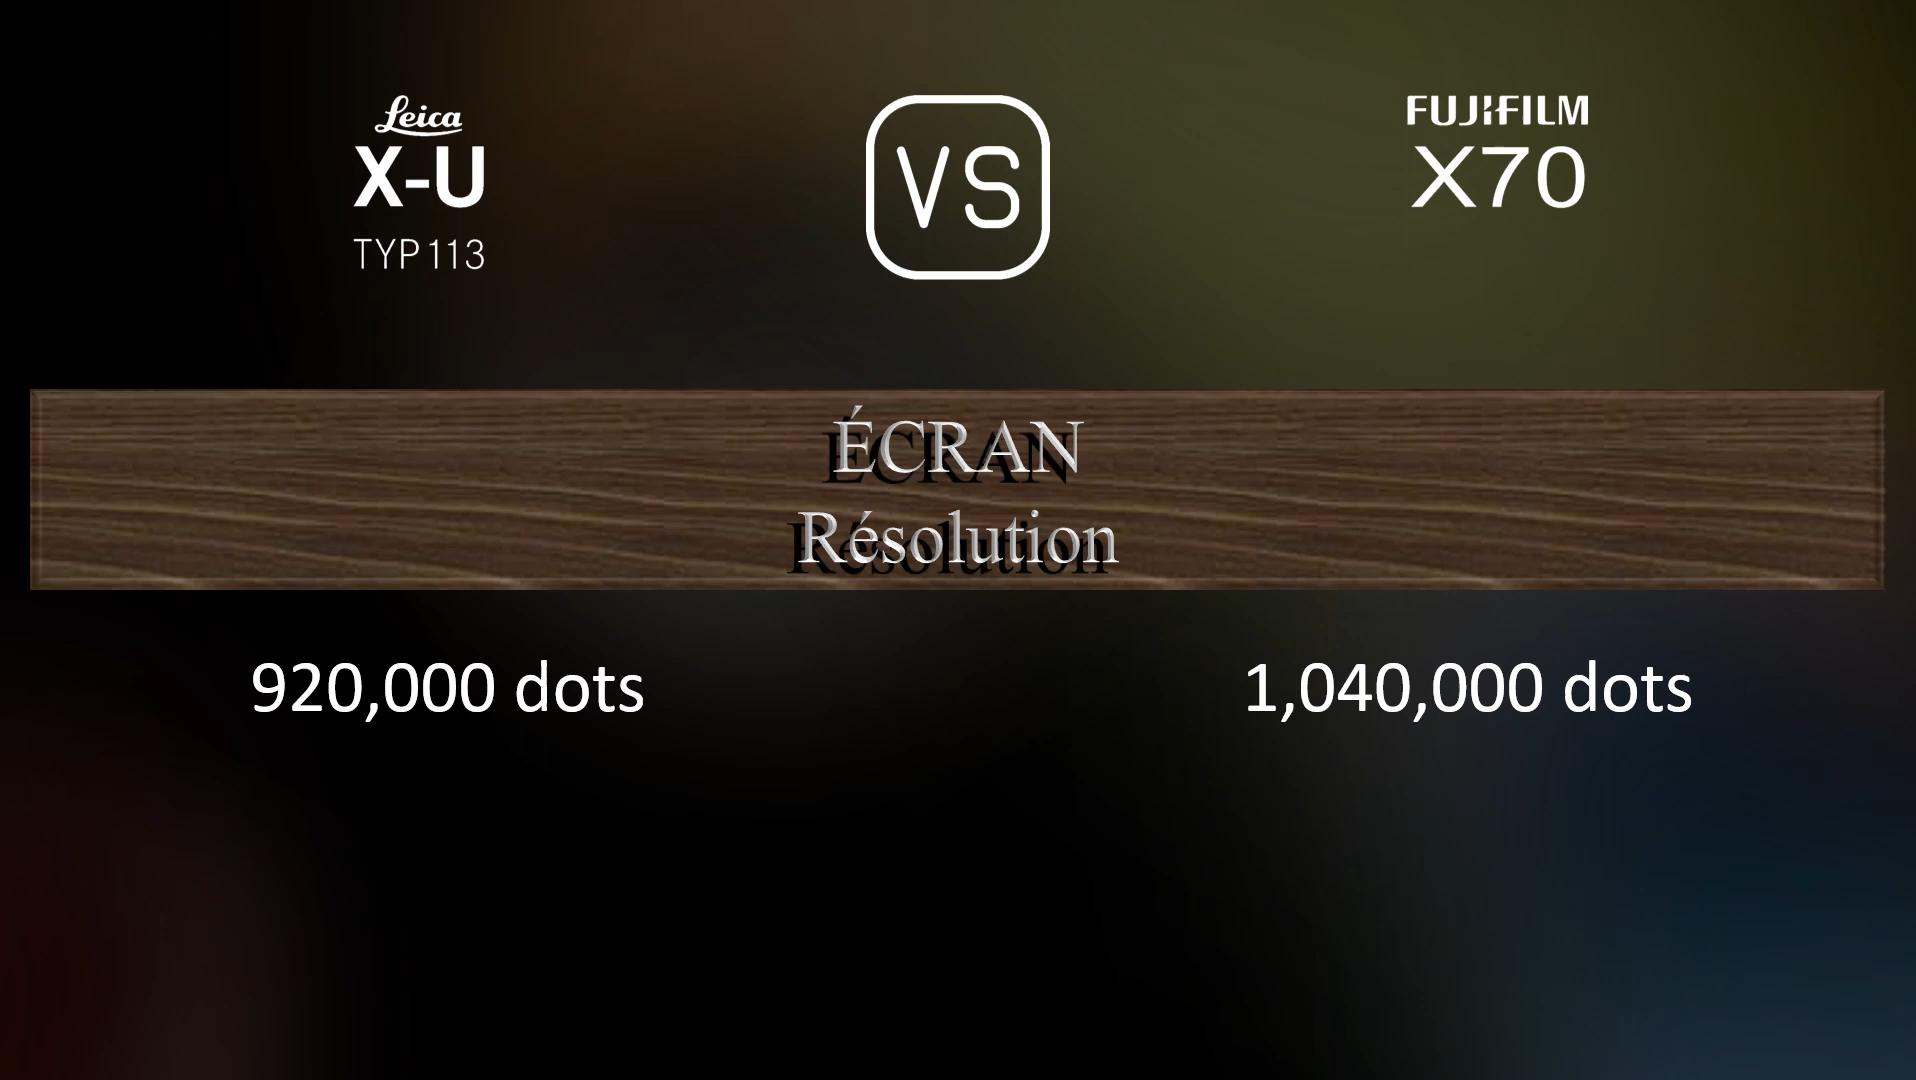 Leica
X-U
TYP 113
VS
FUJIFILM
X70
ÉCRAN
Résolution
920,000 dots
1,040,000 dots